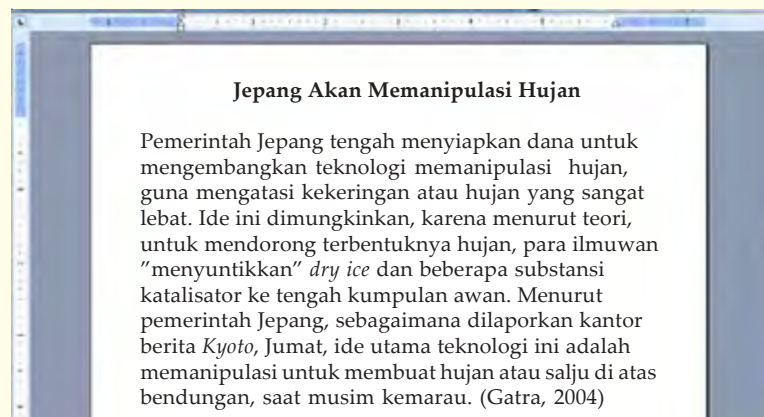 Jepang Akan Memanipulasi Hujan
Pemerintah Jepang tengah menyiapkan dana untuk
mengembangkan teknologi memanipulasi hujan,
guna mengatasi kekeringan atau hujan yang sangat
lebat. Ide ini dimungkinkan, karena menurut teori,
untuk mendorong terbentuknya hujan, para ilmuwan
”menyuntikkan” dry ice dan beberapa substansi
katalisator ke tengah kumpulan awan. Menurut
pemerintah Jepang, sebagaimana dilaporkan kantor
berita Kyoto, Jumat, ide utama teknologi ini adalah
memanipulasi untuk membuat hujan atau salju di atas
bendungan, saat musim kemarau. (Gatra, 2004)